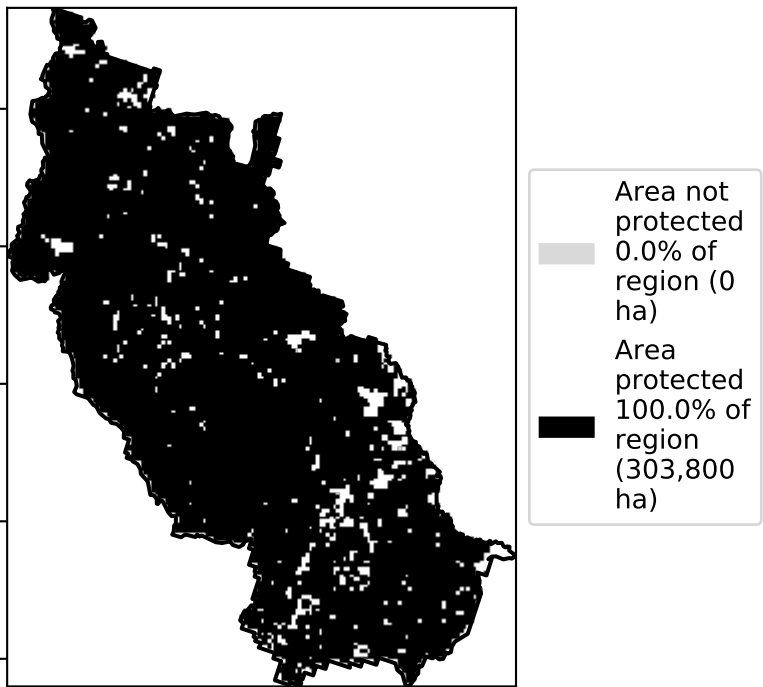 Area not
protected
0.0% of
region (0
ha)
Area
protected
100.0% of
region
(303,800
ha)